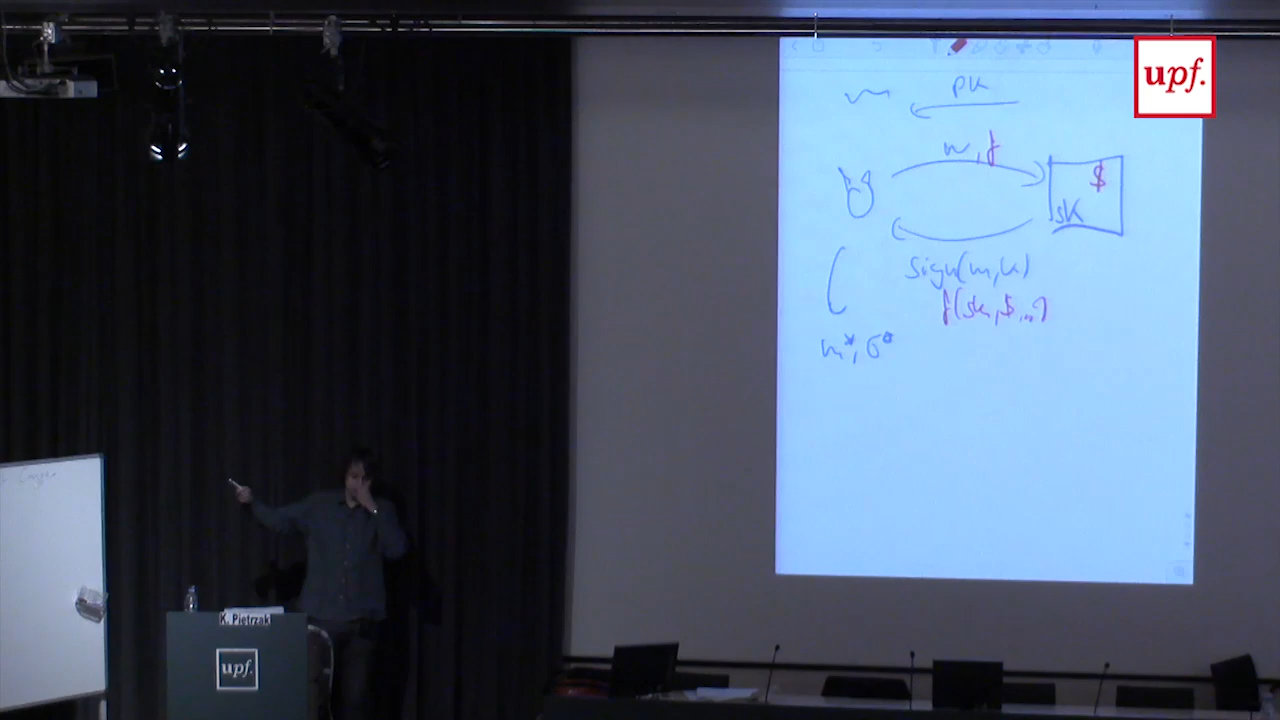 upf.
pk
m, f
$
sk
sign(m,k)
f(sk,$,...)
m*, σ*
K. Pietrzak
upf.